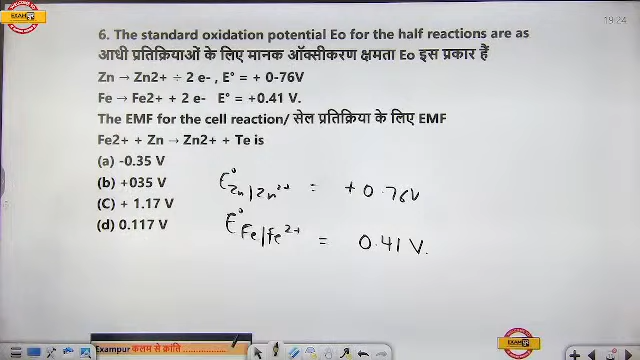 19:24
6. The standard oxidation potential Eo for the half reactions are as
आधी प्रतिक्रियाओं के लिए मानक ऑक्सीकरण क्षमता Eo इस प्रकार हैं
Zn → Zn2+ ÷ 2 e- , E° = + 0-76V
Fe → Fe2+ + 2 e-   E° =+0.41 V.
The EMF for the cell reaction/ सेल प्रतिक्रिया के लिए EMF
Fe2+ + Zn → Zn2+ + Te is
(a) -0.35 V
(b) +035 V
(C) + 1.17 V
(d) 0.117 V
E° Zn|Zn2+ = + 0.76V
E° Fe/Fe2+ = 0.41 V.
Exampur कलम से क्रांति ..................
EXAMPUR